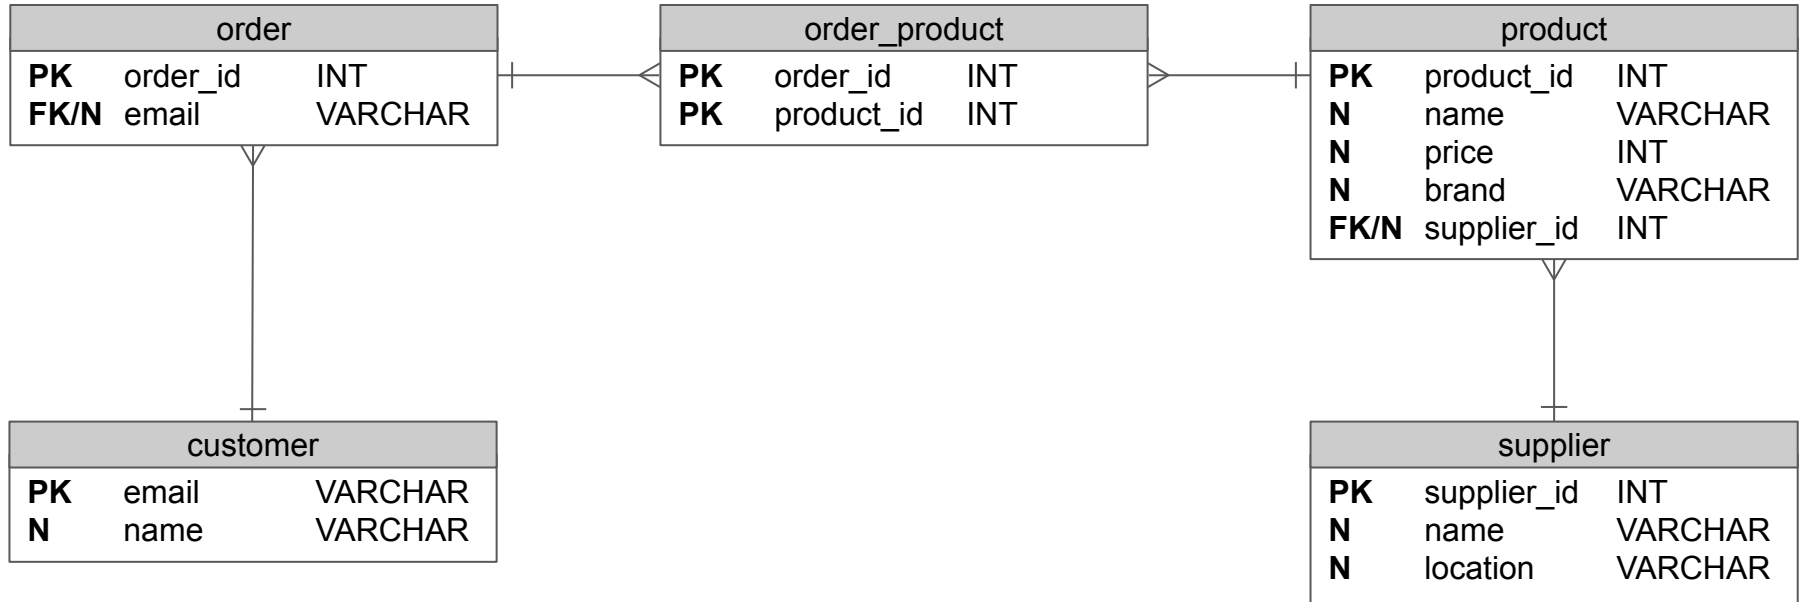 order
PK order_id INT
FK/N email VARCHAR
order_product
PK order_id INT
PK product_id INT
product
PK product_id INT
N name VARCHAR
N price INT
N brand VARCHAR
FK/N supplier_id INT
customer
PK email VARCHAR
N name VARCHAR
supplier
PK supplier_id INT
N name VARCHAR
N location VARCHAR